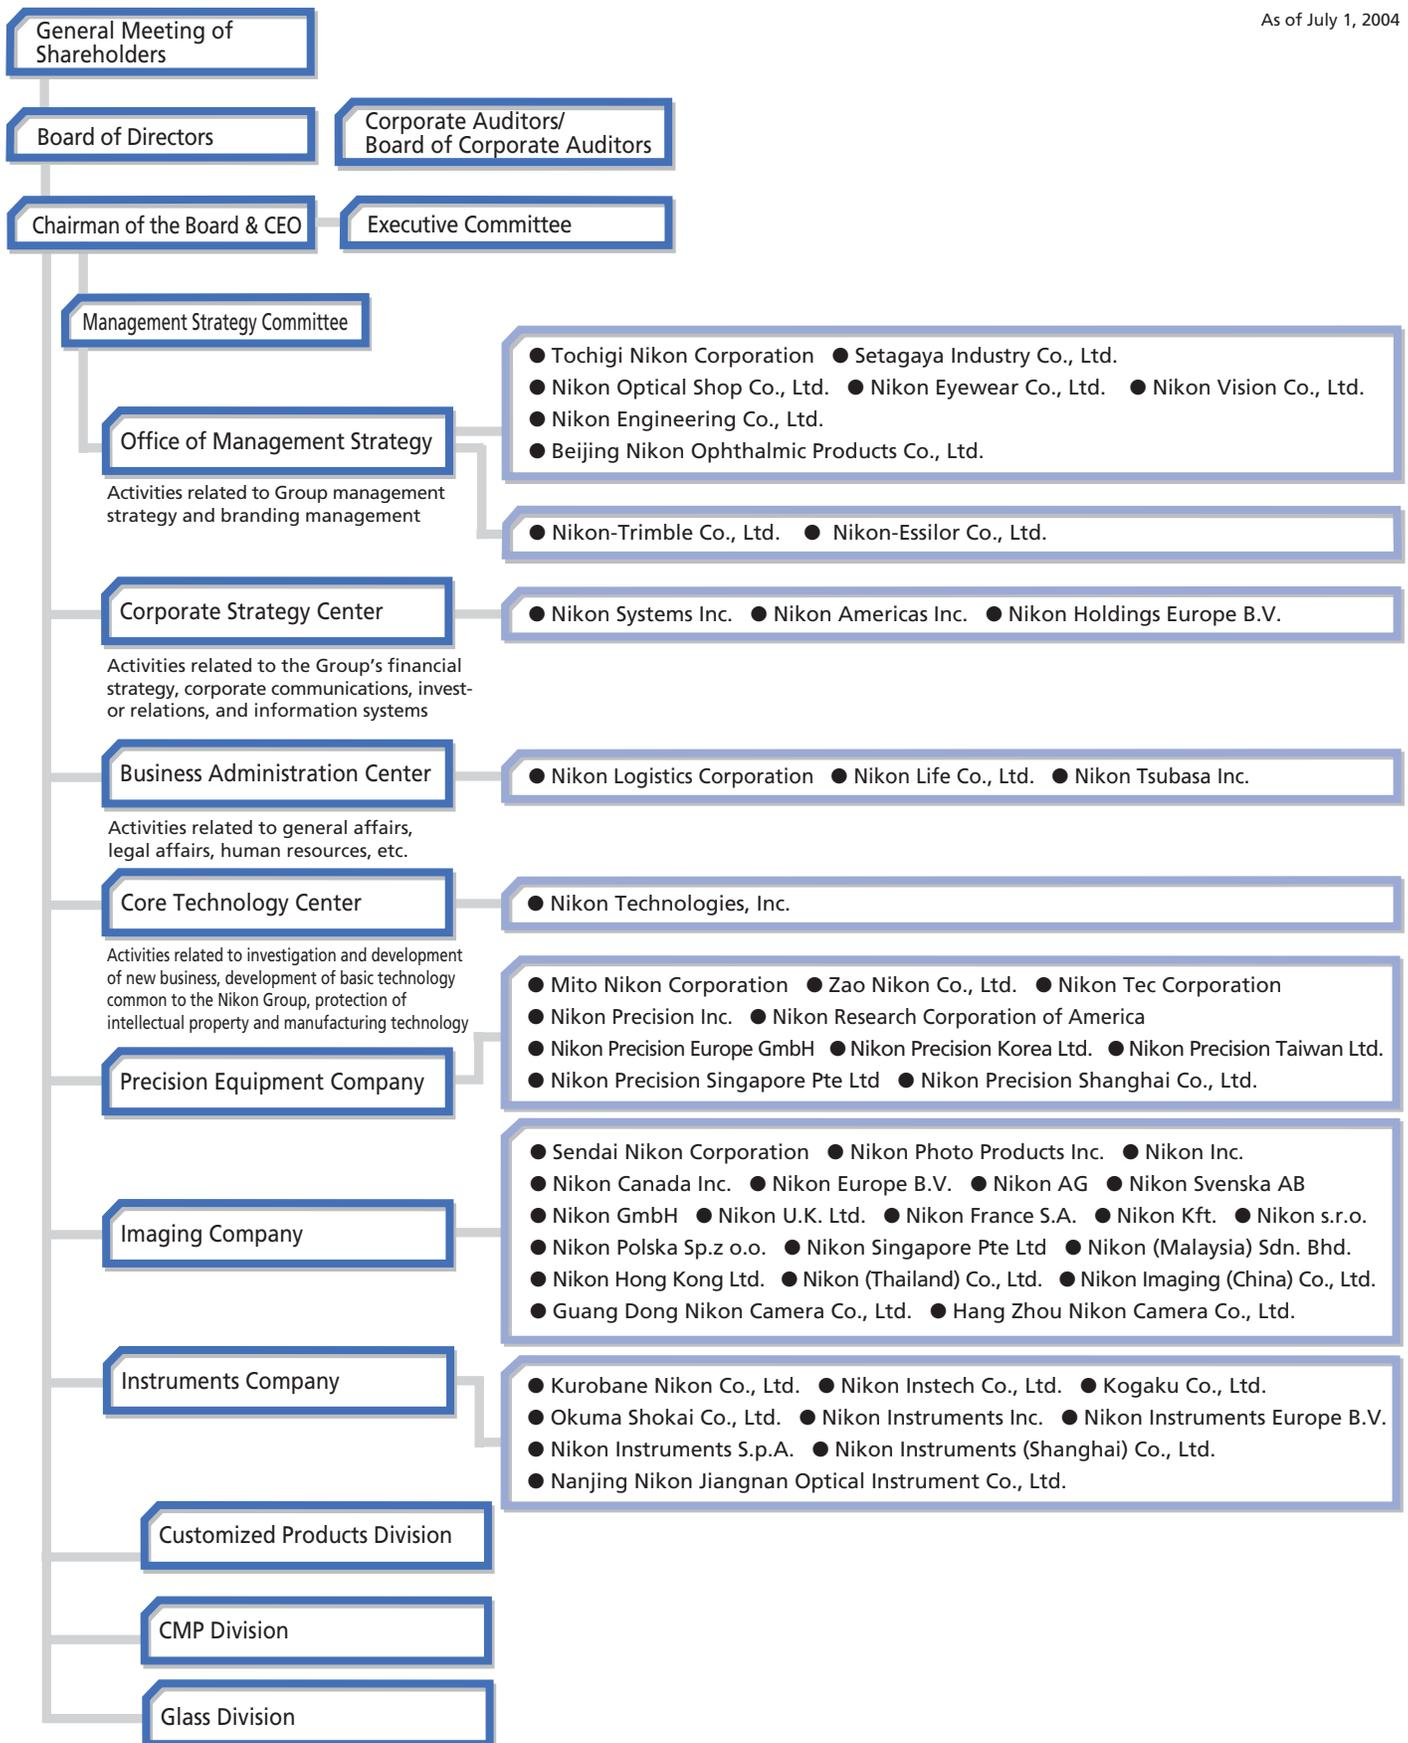 As of July 1, 2004
General Meeting of
Shareholders
Board of Directors
Corporate Auditors/
Board of Corporate Auditors
Chairman of the Board & CEO
Executive Committee
Management Strategy Committee
Office of Management Strategy
Activities related to Group management
strategy and branding management
● Tochigi Nikon Corporation ● Setagaya Industry Co., Ltd.
● Nikon Optical Shop Co., Ltd. ● Nikon Eyewear Co., Ltd. ● Nikon Vision Co., Ltd.
● Nikon Engineering Co., Ltd.
● Beijing Nikon Ophthalmic Products Co., Ltd.
● Nikon-Trimble Co., Ltd. ● Nikon-Essilor Co., Ltd.
Corporate Strategy Center
● Nikon Systems Inc. ● Nikon Americas Inc. ● Nikon Holdings Europe B.V.
Activities related to the Group's financial
strategy, corporate communications, invest-
or relations, and information systems
Business Administration Center
● Nikon Logistics Corporation ● Nikon Life Co., Ltd. ● Nikon Tsubasa Inc.
Activities related to general affairs,
legal affairs, human resources, etc.
Core Technology Center
● Nikon Technologies, Inc.
Activities related to investigation and development
of new business, development of basic technology
common to the Nikon Group, protection of
intellectual property and manufacturing technology
Precision Equipment Company
● Mito Nikon Corporation ● Zao Nikon Co., Ltd. ● Nikon Tec Corporation
● Nikon Precision Inc. ● Nikon Research Corporation of America
● Nikon Precision Europe GmbH ● Nikon Precision Korea Ltd. ● Nikon Precision Taiwan Ltd.
● Nikon Precision Singapore Pte Ltd ● Nikon Precision Shanghai Co., Ltd.
Imaging Company
● Sendai Nikon Corporation ● Nikon Photo Products Inc. ● Nikon Inc.
● Nikon Canada Inc. ● Nikon Europe B.V. ● Nikon AG ● Nikon Svenska AB
● Nikon GmbH ● Nikon U.K. Ltd. ● Nikon France S.A. ● Nikon Kft. ● Nikon s.r.o.
● Nikon Polska Sp.z o.o. ● Nikon Singapore Pte Ltd ● Nikon (Malaysia) Sdn. Bhd.
● Nikon Hong Kong Ltd. ● Nikon (Thailand) Co., Ltd. ● Nikon Imaging (China) Co., Ltd.
● Guang Dong Nikon Camera Co., Ltd. ● Hang Zhou Nikon Camera Co., Ltd.
Instruments Company
● Kurobane Nikon Co., Ltd. ● Nikon Instech Co., Ltd. ● Kogaku Co., Ltd.
● Okuma Shokai Co., Ltd. ● Nikon Instruments Inc. ● Nikon Instruments Europe B.V.
● Nikon Instruments S.p.A. ● Nikon Instruments (Shanghai) Co., Ltd.
● Nanjing Nikon Jiangnan Optical Instrument Co., Ltd.
Customized Products Division
CMP Division
Glass Division